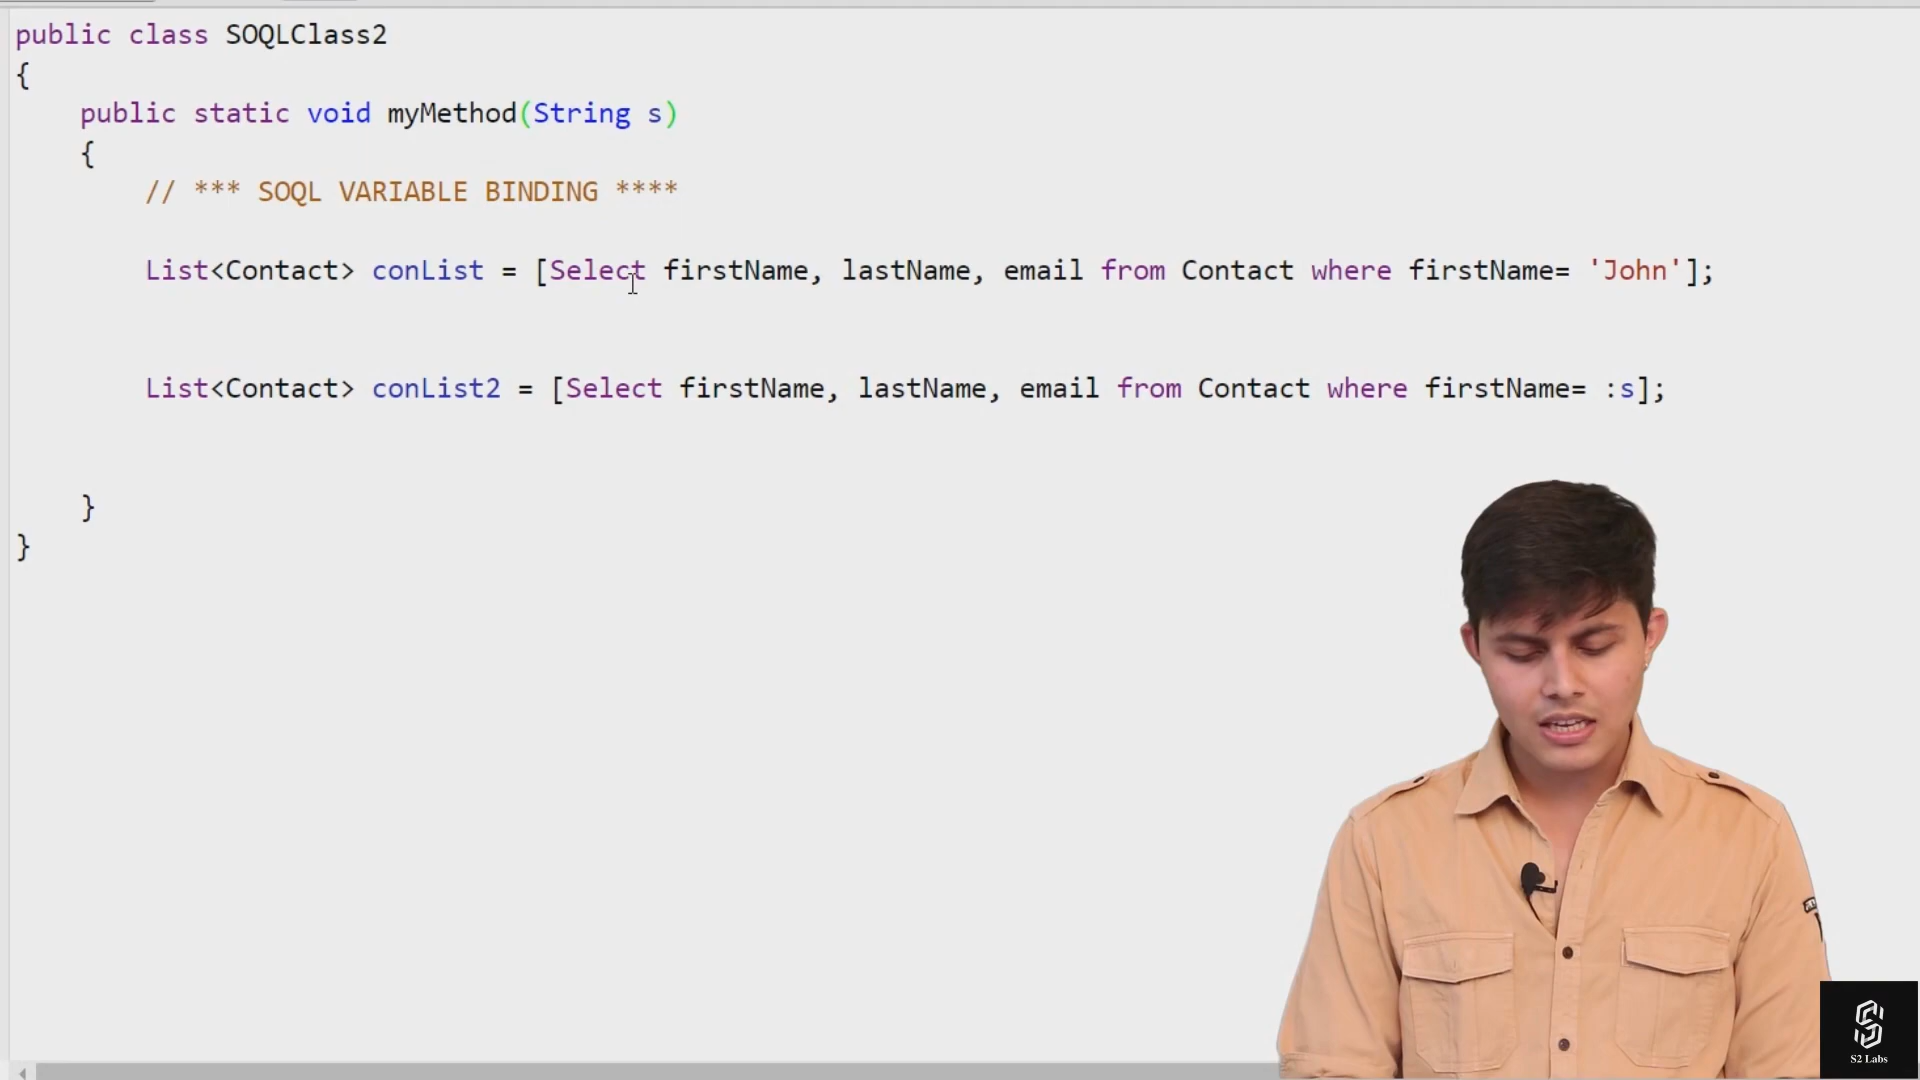 public class SOQLClass2
{
public static void myMethod(String s)
{
// *** SOQL VARIABLE BINDING ****
List<Contact> conList = [Select firstName, lastName, email from Contact where firstName= 'John'];
List<Contact> conList2 = [Select firstName, lastName, email from Contact where firstName= :s];
}
}
S2 Labs